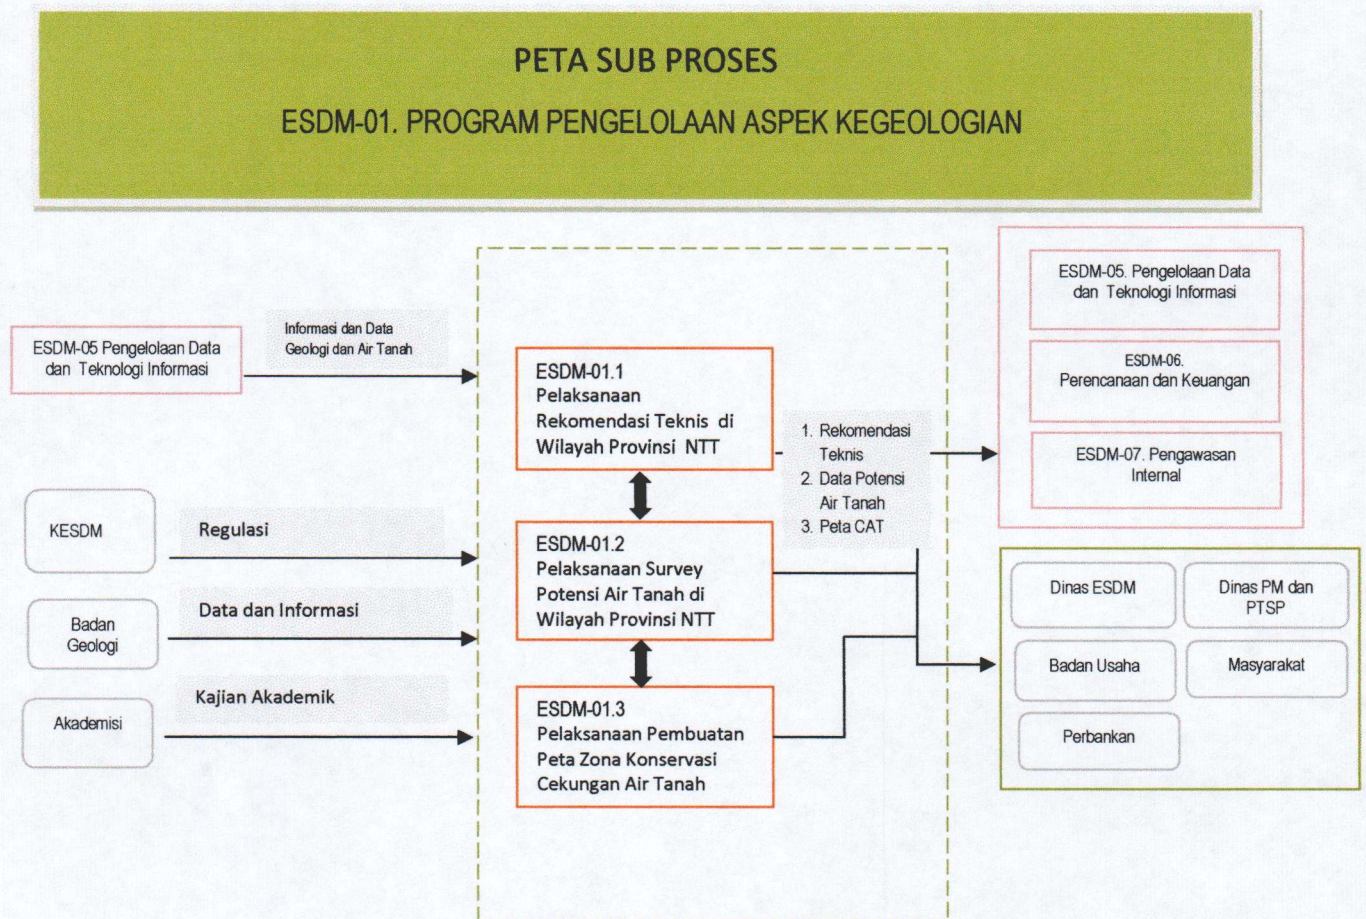 PETA SUB PROSES
ESDM-01. PROGRAM PENGELOLAAN ASPEK KEGEOLOGIAN
ESDM-05 Pengelolaan Data
dan Teknologi Informasi
Informasi dan Data
Geologi dan Air Tanah
KESDM
Regulasi
Badan
Geologi
Data dan Informasi
Akademisi
Kajian Akademik
ESDM-01.1
Pelaksanaan
Rekomendasi Teknis di
Wilayah Provinsi NTT
ESDM-01.2
Pelaksanaan Survey
Potensi Air Tanah di
Wilayah Provinsi NTT
ESDM-01.3
Pelaksanaan Pembuatan
Peta Zona Konservasi
Cekungan Air Tanah
1. Rekomendasi
Teknis
2. Data Potensi
Air Tanah
3. Peta CAT
ESDM-05. Pengelolaan Data
dan Teknologi Informasi
ESDM-06.
Perencanaan dan Keuangan
ESDM-07. Pengawasan
Internal
Dinas ESDM
Dinas PM dan
PTSP
Badan Usaha
Masyarakat
Perbankan